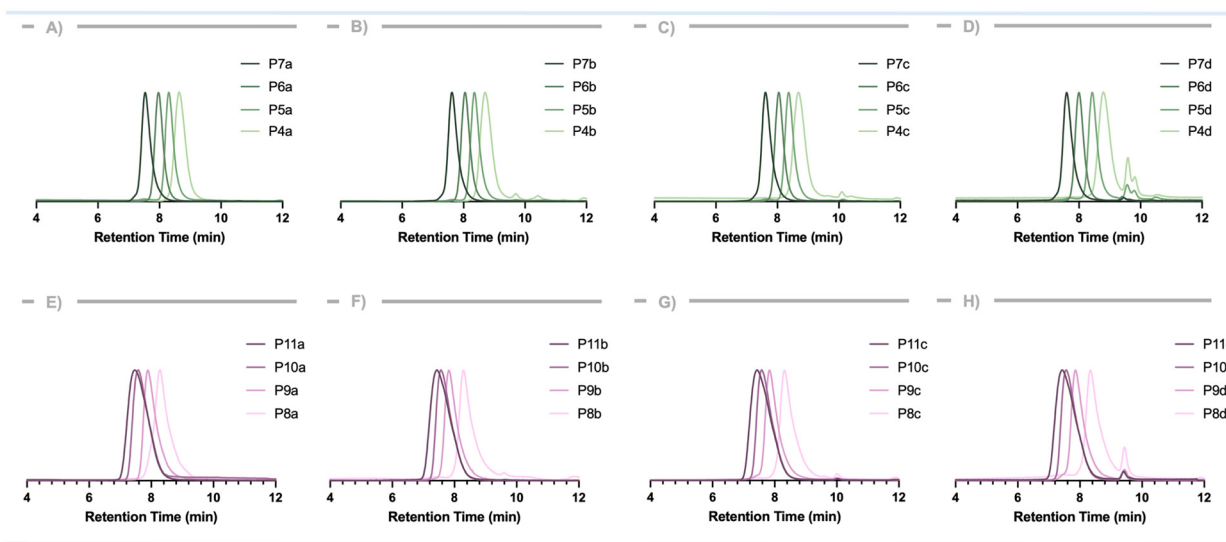 A)
P7a
P6a
P5a
P4a
4 6 8 10 12
Retention Time (min)
B)
P7b
P6b
P5b
P4b
4 6 8 10 12
Retention Time (min)
C)
P7c
P6c
P5c
P4c
4 6 8 10 12
Retention Time (min)
D)
P7d
P6d
P5d
P4d
4 6 8 10 12
Retention Time (min)
E)
P11a
P10a
P9a
P8a
4 6 8 10 12
Retention Time (min)
F)
P11b
P10b
P9b
P8b
4 6 8 10 12
Retention Time (min)
G)
P11c
P10c
P9c
P8c
4 6 8 10 12
Retention Time (min)
H)
P11
P10
P9d
P8d
4 6 8 10 12
Retention Time (min)